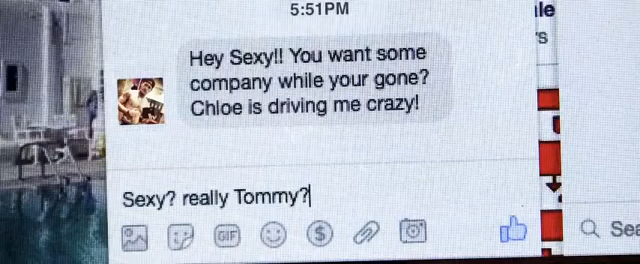 5:51PM
Hey Sexy!! You want some
company while your gone?
Chloe is driving me crazy!
Sexy? really Tommy?
GIF
$
Sea